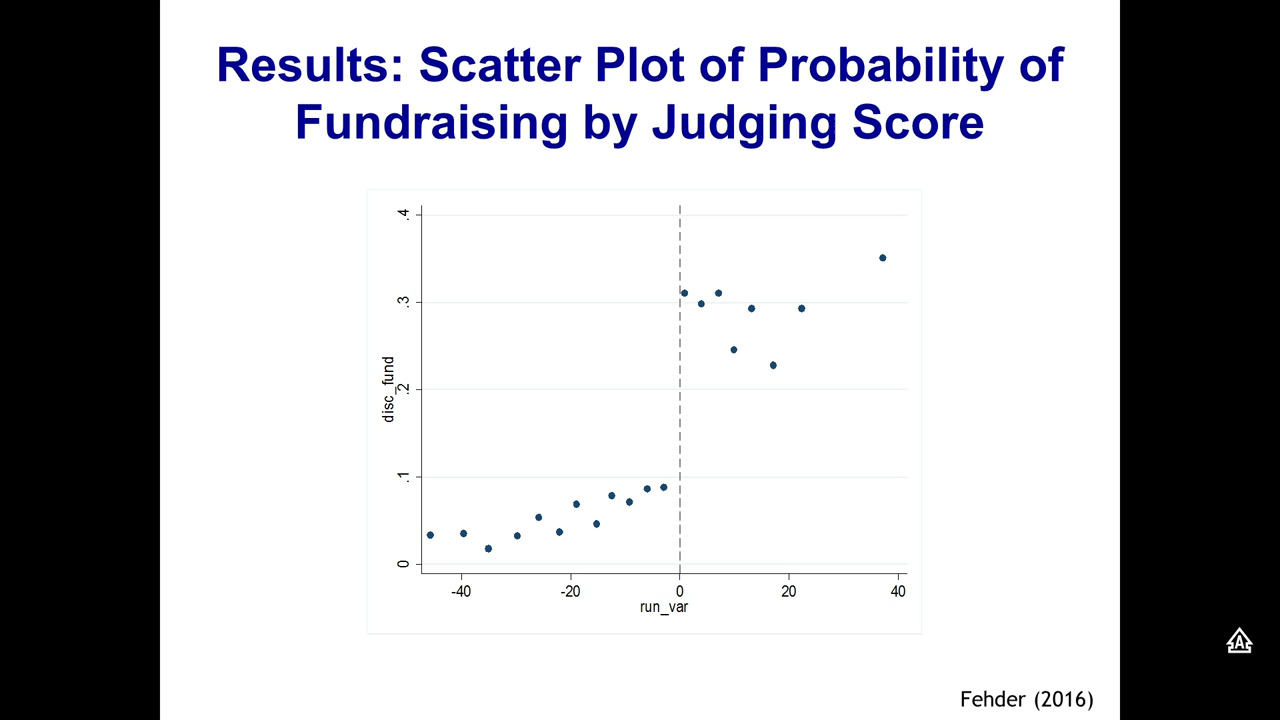 Results: Scatter Plot of Probability of
Fundraising by Judging Score
.4
.3
.2
.1
0
disc_fund
-40 -20 0 20 40
run_var
A
Fehder (2016)